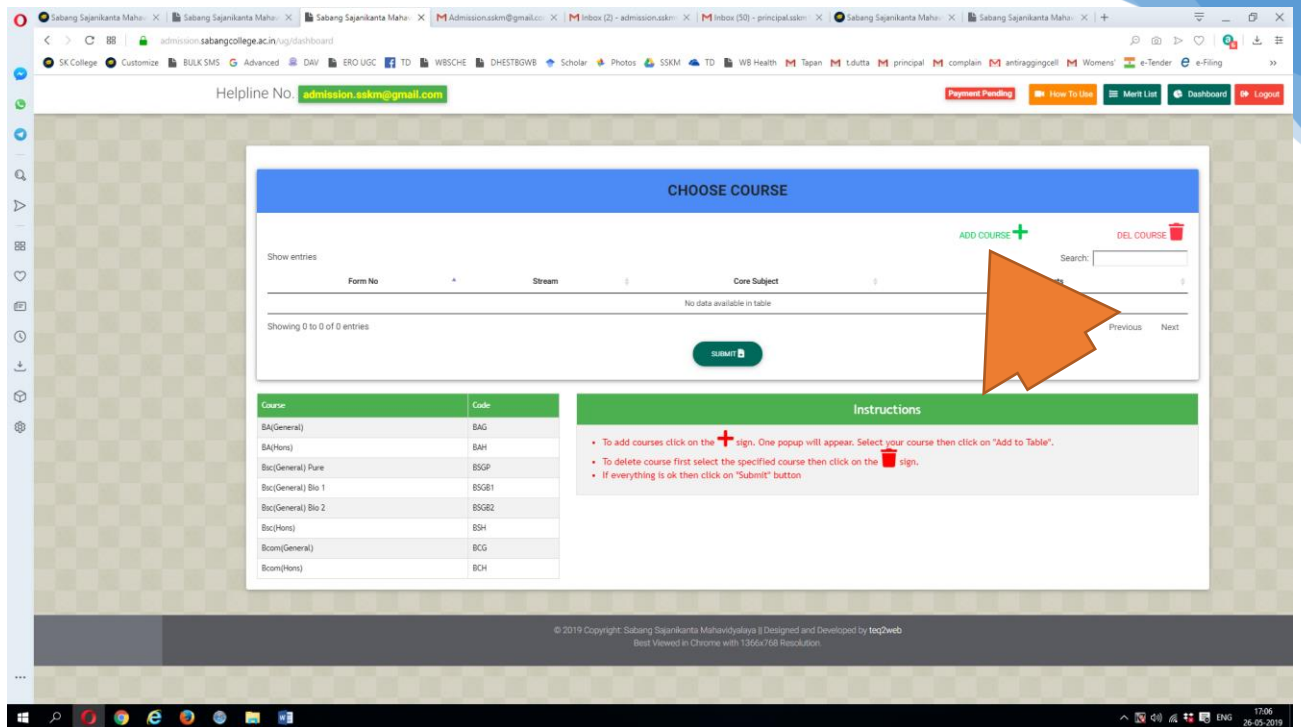 Sabang Sajanikanta Maha
Sabang Sajanikanta Maha
Sabang Sajanikanta Maha
Admission.sskm@gmail.co
Inbox (2) - admission.sskm
Inbox (50) - principal.sskm
Sabang Sajanikanta Maha
Sabang Sajanikanta Maha
admission.sabangcollege.ac.in/ug/dashboard
SK College Customize BULK SMS Advanced DAV ERO UGC TD WBSCHE DHESTBGWB Scholar Photos SSKM TD WB Health Tapan t.dutta principal complain antiraggingcell Womens' e-Tender e-Filing
Helpline No. admission.sskm@gmail.com
Payment Pending How To Use Merit List Dashboard Logout
CHOOSE COURSE
ADD COURSE DEL COURSE
Show entries Search:
Form No Stream Core Subject
No data available in table
Showing 0 to 0 of 0 entries Previous Next
SUBMIT
Course Code
BA(General) BAG
BA(Hons) BAH
Bsc(General) Pure BSGP
Bsc(General) Bio 1 BSGB1
Bsc(General) Bio 2 BSGB2
Bsc(Hons) BSH
Bcom(General) BCG
Bcom(Hons) BCH
Instructions
• To add courses click on the + sign. One popup will appear. Select your course then click on "Add to Table".
• To delete course first select the specified course then click on the sign.
• If everything is ok then click on "Submit" button
© 2019 Copyright: Sabang Sajanikanta Mahavidyalaya || Designed and Developed by teq2web
Best Viewed in Chrome with 1366x768 Resolution.
ENG 17:06
26-05-2019